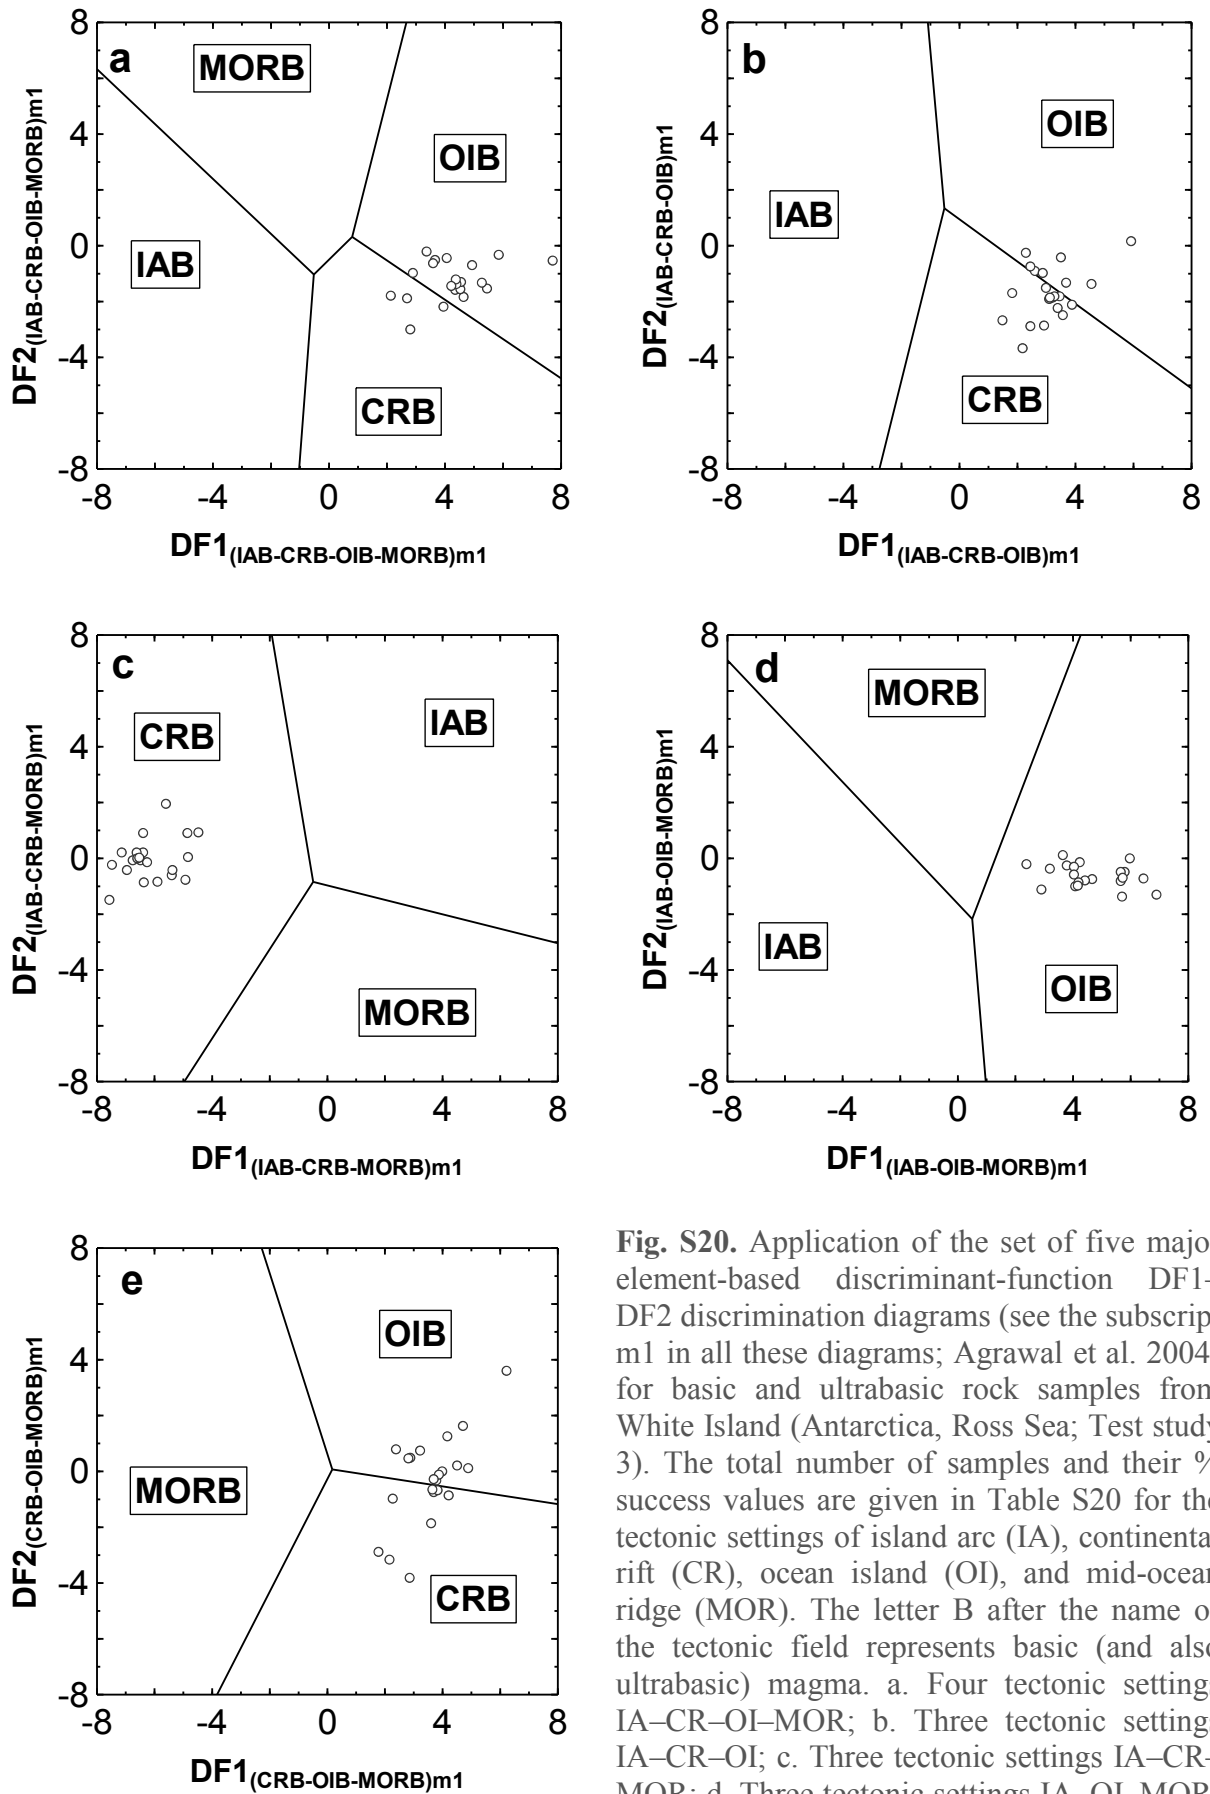 a
MORB
OIB
IAB
CRB
8
4
0
-4
-8
-8 -4 0 4 8
DF2(IAB-CRB-OIB-MORB)m1
DF1(IAB-CRB-OIB-MORB)m1
b
OIB
IAB
CRB
8
4
0
-4
-8
-8 -4 0 4 8
DF2(IAB-CRB-OIB)m1
DF1(IAB-CRB-OIB)m1
c
CRB
IAB
MORB
8
4
0
-4
-8
-8 -4 0 4 8
DF2(IAB-CRB-MORB)m1
DF1(IAB-CRB-MORB)m1
d
MORB
IAB
OIB
8
4
0
-4
-8
-8 -4 0 4 8
DF2(IAB-OIB-MORB)m1
DF1(IAB-OIB-MORB)m1
e
OIB
MORB
CRB
8
4
0
-4
-8
-8 -4 0 4 8
DF2(CRB-OIB-MORB)m1
DF1(CRB-OIB-MORB)m1
Fig. S20. Application of the set of five majo
element-based discriminant-function DF1–
DF2 discrimination diagrams (see the subscrip
m1 in all these diagrams; Agrawal et al. 2004
for basic and ultrabasic rock samples from
White Island (Antarctica, Ross Sea; Test study
3). The total number of samples and their %
success values are given in Table S20 for the
tectonic settings of island arc (IA), continenta
rift (CR), ocean island (OI), and mid-ocean
ridge (MOR). The letter B after the name o
the tectonic field represents basic (and also
ultrabasic) magma. a. Four tectonic setting
IA–CR–OI–MOR; b. Three tectonic setting
IA–CR–OI; c. Three tectonic settings IA–CR–
MOR; d. Three tectonic settings IA–OI–MOR